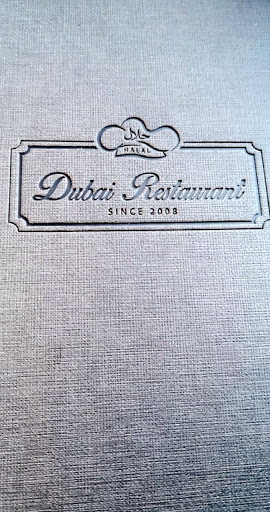 حلال
HALAL
Dubai Restaurant
SINCE 2008